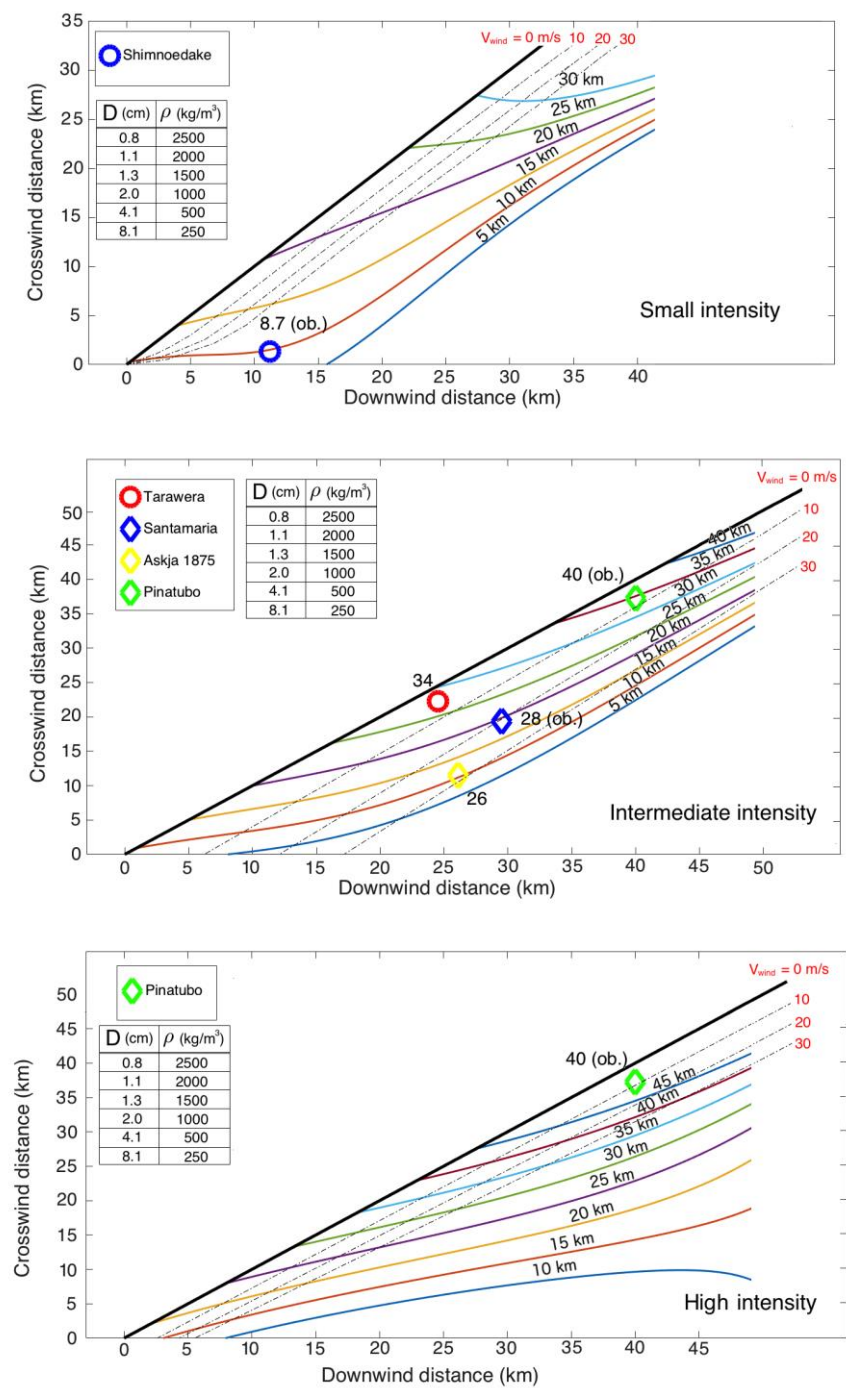 35
30
25
20
15
10
5
0
Crosswind distance (km)
Shimnoedake
D (cm) ρ (kg/m³)
0.8 2500
1.1 2000
1.3 1500
2.0 1000
4.1 500
8.1 250
V wind = 0 m/s 10 20 30
30 km
25 km
20 km
15 km
10 km
5 km
8.7 (ob.)
Small intensity
0 5 10 15 20 25 30 35 40
Downwind distance (km)
50
45
40
35
30
25
20
15
10
5
0
Crosswind distance (km)
Tarawera
Santamaria
Askja 1875
Pinatubo
D (cm) ρ (kg/m³)
0.8 2500
1.1 2000
1.3 1500
2.0 1000
4.1 500
8.1 250
V wind = 0 m/s
10
20
30
40 km
35 km
30 km
25 km
20 km
15 km
10 km
5 km
40 (ob.)
34
28 (ob.)
26
Intermediate intensity
0 5 10 15 20 25 30 35 40 45 50
Downwind distance (km)
50
45
40
35
30
25
20
15
10
5
0
Crosswind distance (km)
Pinatubo
D (cm) ρ (kg/m³)
0.8 2500
1.1 2000
1.3 1500
2.0 1000
4.1 500
8.1 250
V wind = 0 m/s
10
20
30
40 (ob.)
45 km
40 km
35 km
30 km
25 km
20 km
15 km
10 km
High intensity
0 5 10 15 20 25 30 35 40 45
Downwind distance (km)